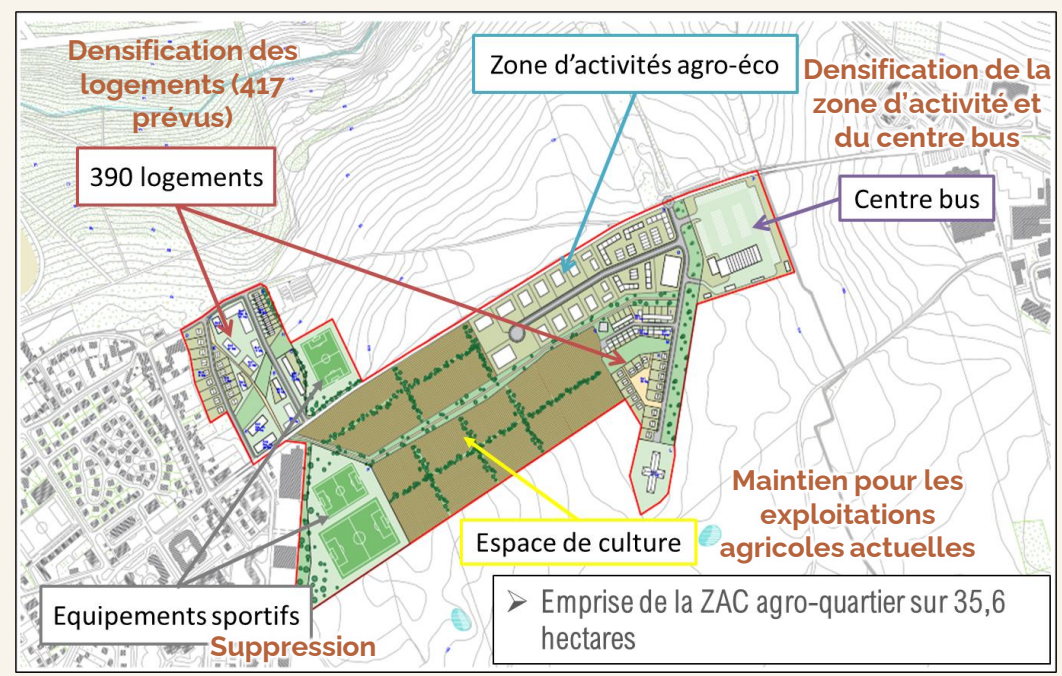 Densification des
logements (417
prévus)
390 logements
Zone d'activités agro-éco
Densification de la
zone d'activité et
du centre bus
Centre bus
Maintien pour les
exploitations
agricoles actuelles
Espace de culture
Equipements sportifs
Suppression
➢ Emprise de la ZAC agro-quartier sur 35,6
hectares